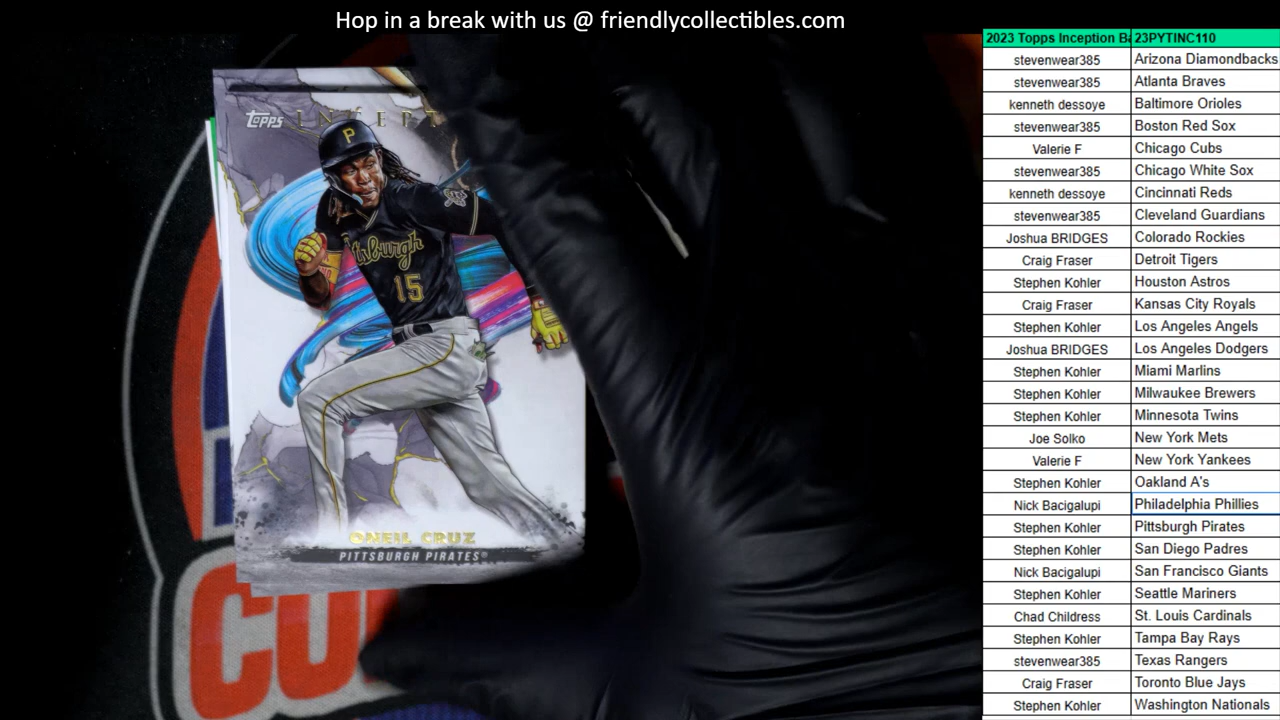 Hop in a break with us @ friendlycollectibles.com
2023 Topps Inception Ba 23PYTINC110
stevenwear385 Arizona Diamondbacks
stevenwear385 Atlanta Braves
kenneth dessoye Baltimore Orioles
stevenwear385 Boston Red Sox
Valerie F Chicago Cubs
stevenwear385 Chicago White Sox
kenneth dessoye Cincinnati Reds
stevenwear385 Cleveland Guardians
Joshua BRIDGES Colorado Rockies
Craig Fraser Detroit Tigers
Stephen Kohler Houston Astros
Craig Fraser Kansas City Royals
Stephen Kohler Los Angeles Angels
Joshua BRIDGES Los Angeles Dodgers
Stephen Kohler Miami Marlins
Stephen Kohler Milwaukee Brewers
Stephen Kohler Minnesota Twins
Joe Solko New York Mets
Valerie F New York Yankees
Stephen Kohler Oakland A's
Nick Bacigalupi Philadelphia Phillies
Stephen Kohler Pittsburgh Pirates
Stephen Kohler San Diego Padres
Nick Bacigalupi San Francisco Giants
Stephen Kohler Seattle Mariners
Chad Childress St. Louis Cardinals
Stephen Kohler Tampa Bay Rays
stevenwear385 Texas Rangers
Craig Fraser Toronto Blue Jays
Stephen Kohler Washington Nationals
Topps INCEPT
P
ttsburgh
15
ONEIL CRUZ
PITTSBURGH PIRATES®